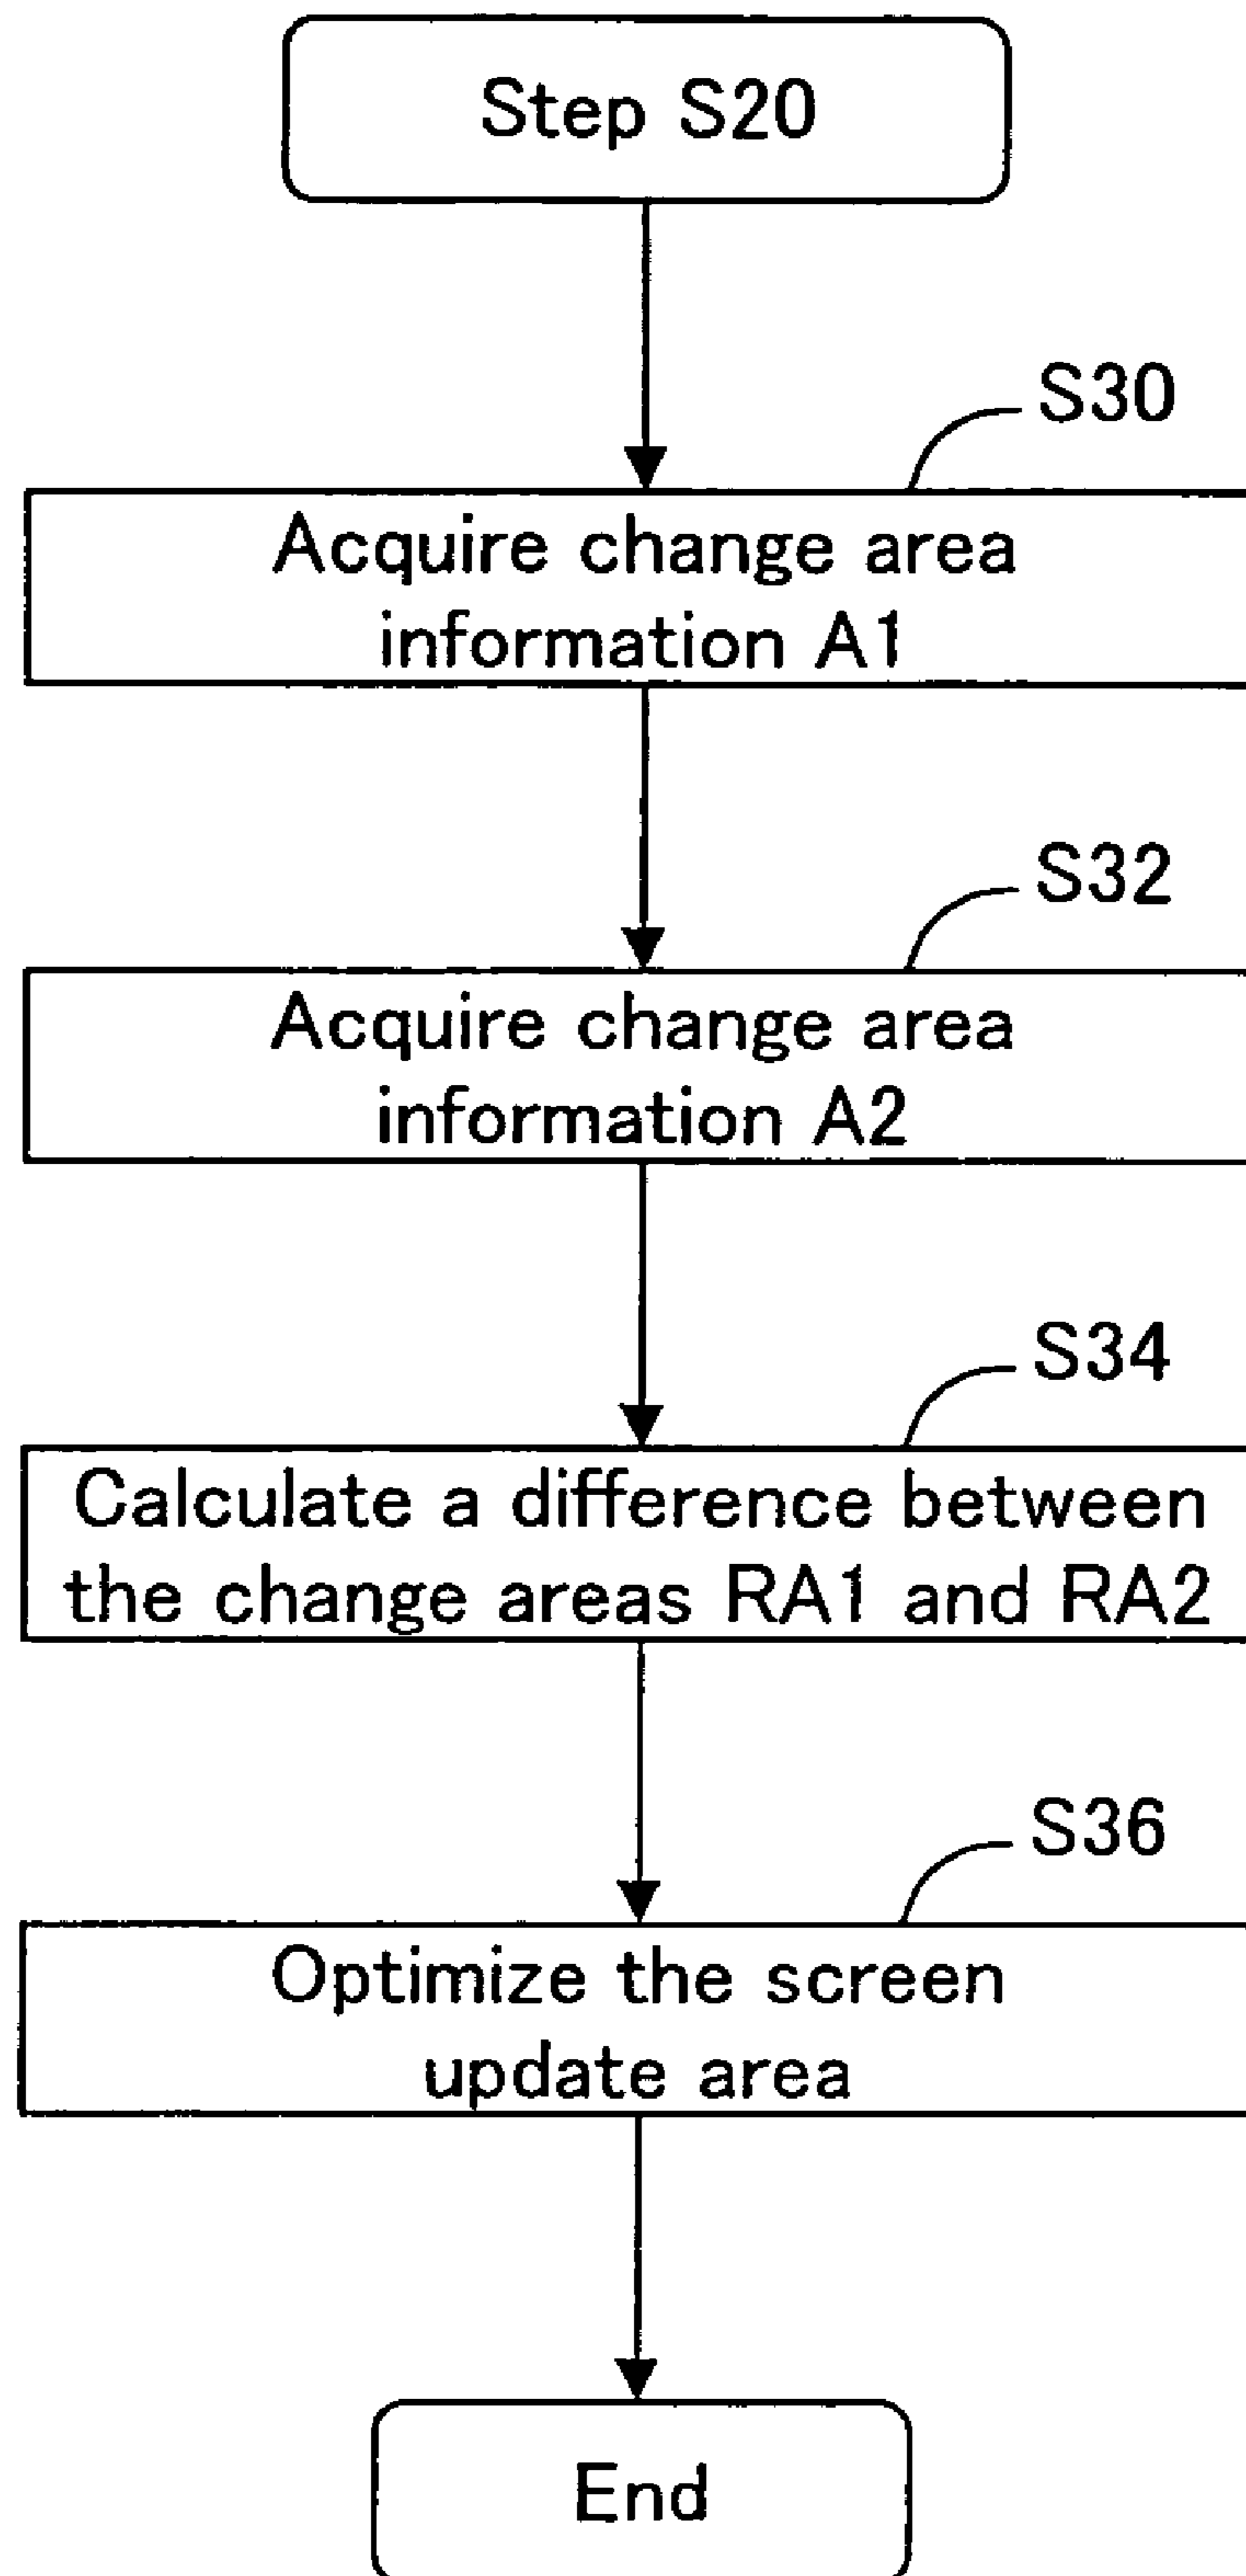 Step S20
S30
Acquire change area
information A1
S32
Acquire change area
information A2
S34
Calculate a difference between
the change areas RA1 and RA2
S36
Optimize the screen
update area
End